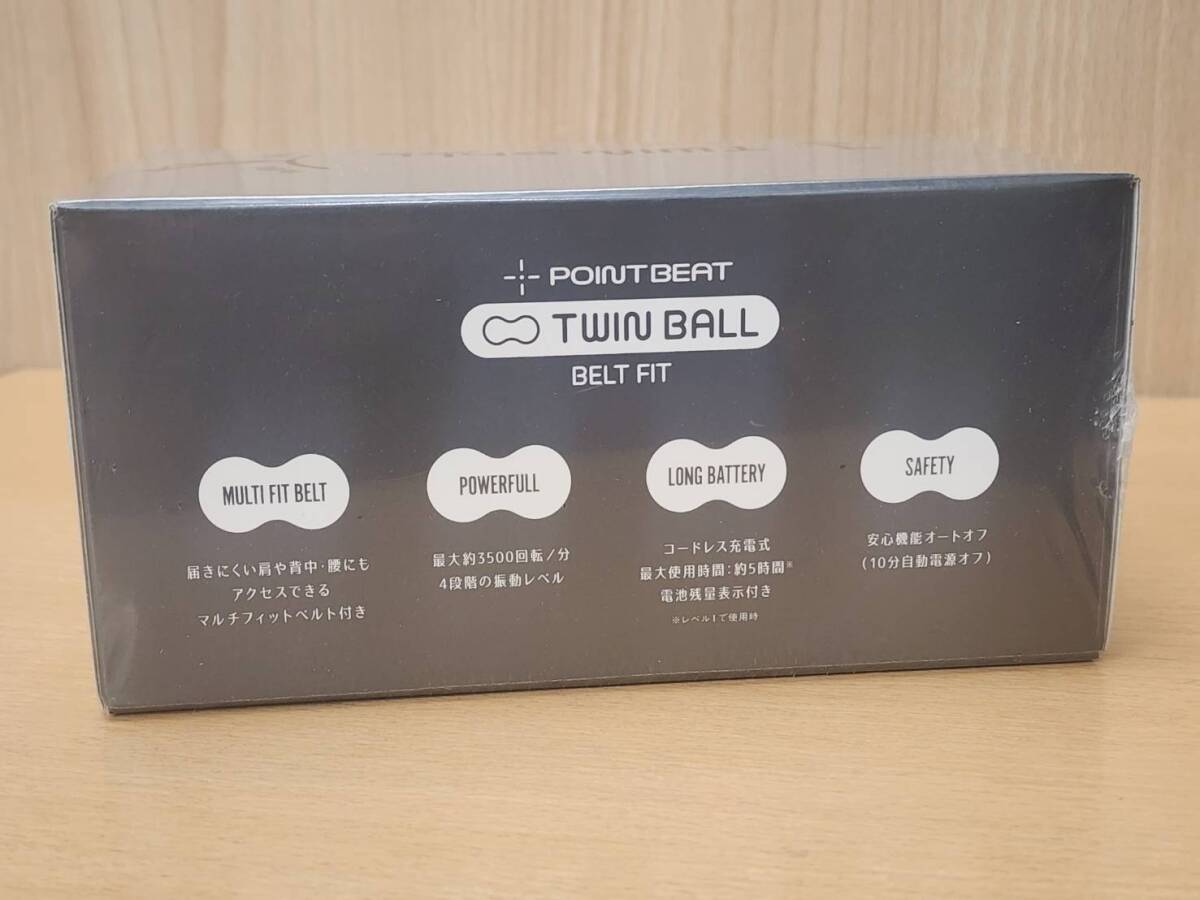 POINTBEAT
TWIN BALL
BELT FIT
MULTI FIT BELT
届きにくい肩や背中・腰にも
アクセスできる
マルチフィットベルト付き
POWERFULL
最大約3500回転/分
4段階の振動レベル
LONG BATTERY
コードレス充電式
最大使用時間:約5時間※
電池残量表示付き
※レベル1で使用時
SAFETY
安心機能オートオフ
(10分自動電源オフ)